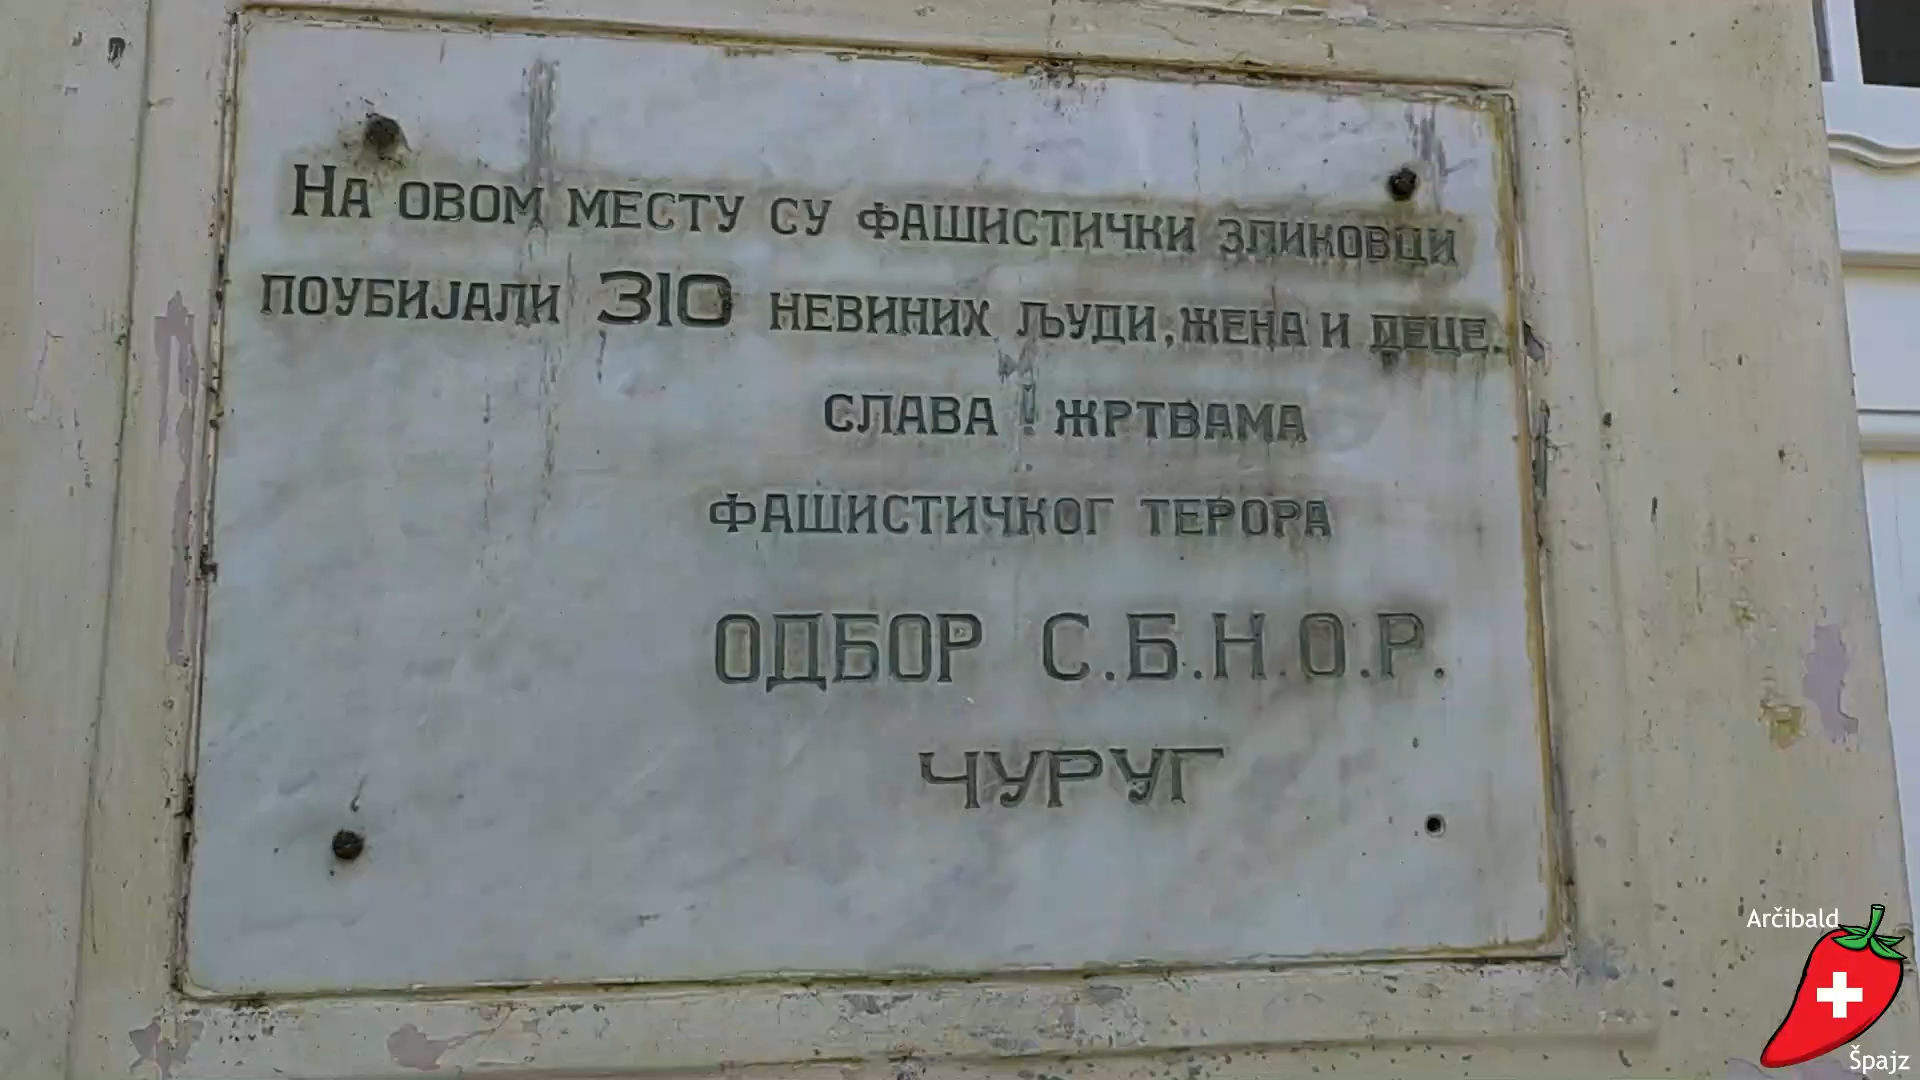 НА ОВОМ МЕСТУ СУ ФАШИСТИЧКИ ЗЛИКОВЦИ
ПОУБИЈАЛИ 310 НЕВИНИХ ЉУДИ, ЖЕНА И ДЕЦЕ.
СЛАВА ! ЖРТВАМА
ФАШИСТИЧКОГ ТЕРОРА
ОДБОР С.Б.Н.О.Р.
ЧУРУГ
Arčibald
Špajz